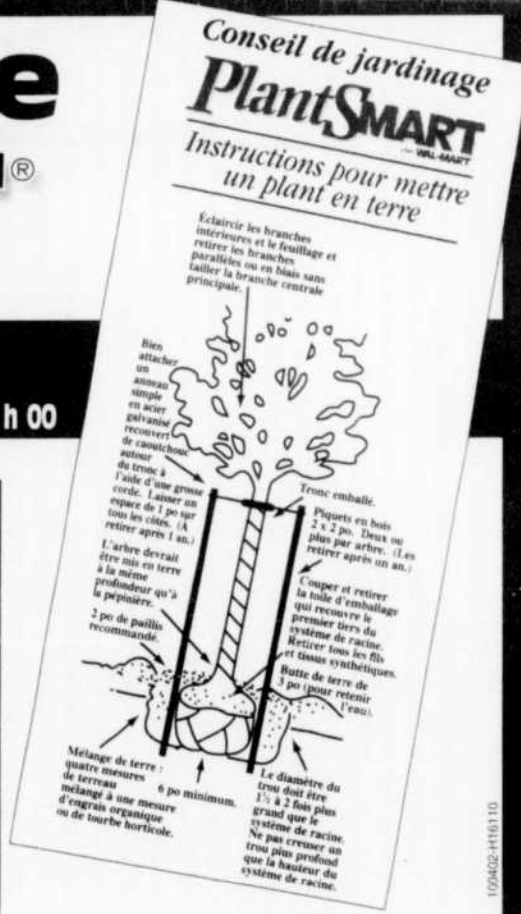 e
®
h 00
Conseil de jardinage
PlantSMART
WAL-MART
Instructions pour mettre
un plant en terre
Éclaircir les branches
intérieures et le feuillage et
retirer les branches
parallèles ou en biais sans
tailler la branche centrale
principale.
Bien
attacher
un
anneau
simple
en acier
galvanisé
recouvert
de caoutchouc
autour
du tronc à
l'aide d'une grosse
corde. Laisser un
espace de 1 po sur
tous les côtés. (À
retirer après 1 an.)
L'arbre devrait
être mis en terre
à la même
profondeur qu'à
la pépinière.
2 po de paillis
recommandé.
Tronc emballé.
Piquets en bois
2 x 2 po. Deux ou
plus par arbre. (Les
retirer après un an.)
Couper et retirer
la toile d'emballage
qui recouvre le
premier tiers du
système de racine.
Retirer tous les fils
et tissus synthétiques.
Butte de terre de
3 po (pour retenir
l'eau).
Mélange de terre :
quatre mesures
de terreau
mélangé à une mesure
d'engrais organique
ou de tourbe horticole.
6 po minimum.
Le diamètre du
trou doit être
1½ à 2 fois plus
grand que le
système de racine.
Ne pas creuser un
trou plus profond
que la hauteur du
système de racine.
100402-H16110